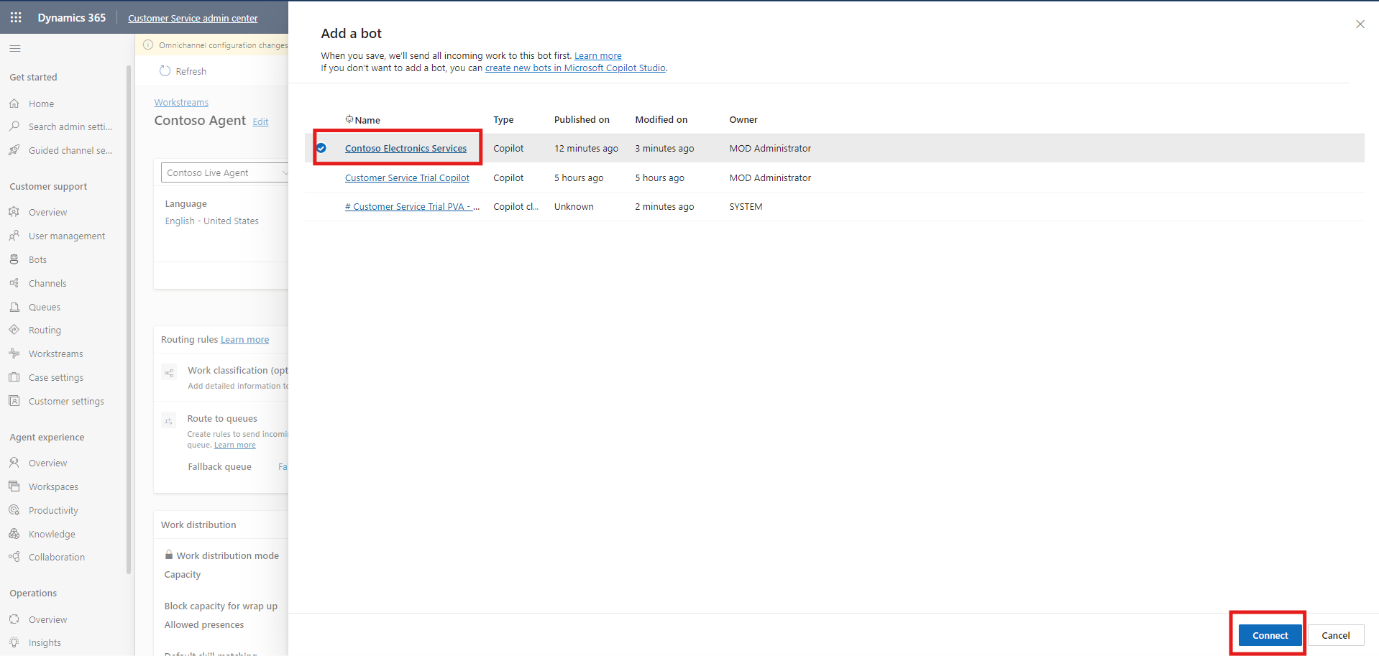 Dynamics 365
Customer Service admin center
Get started
Home
Search admin setti...
Guided channel se...
Customer support
Overview
User management
Bots
Channels
Queues
Routing
Workstreams
Case settings
Customer settings
Agent experience
Overview
Workspaces
Productivity
Knowledge
Collaboration
Operations
Overview
Insights
Omnichannel configuration changes
Refresh
Workstreams
Contoso Agent Edit
Contoso Live Agent
Language
English - United States
Routing rules Learn more
Work classification (opt
Add detailed information to
Route to queues
Create rules to send incomi
queue. Learn more
Fallback queue Fa
Work distribution
Work distribution mode
Capacity
Block capacity for wrap up
Allowed presences
Default skill matching
Add a bot
When you save, we'll send all incoming work to this bot first. Learn more
If you don't want to add a bot, you can create new bots in Microsoft Copilot Studio.
Name Type Published on Modified on Owner
Contoso Electronics Services Copilot 12 minutes ago 3 minutes ago MOD Administrator
Customer Service Trial Copilot Copilot 5 hours ago 5 hours ago MOD Administrator
# Customer Service Trial PVA - ... Copilot cl... Unknown 2 minutes ago SYSTEM
Connect Cancel